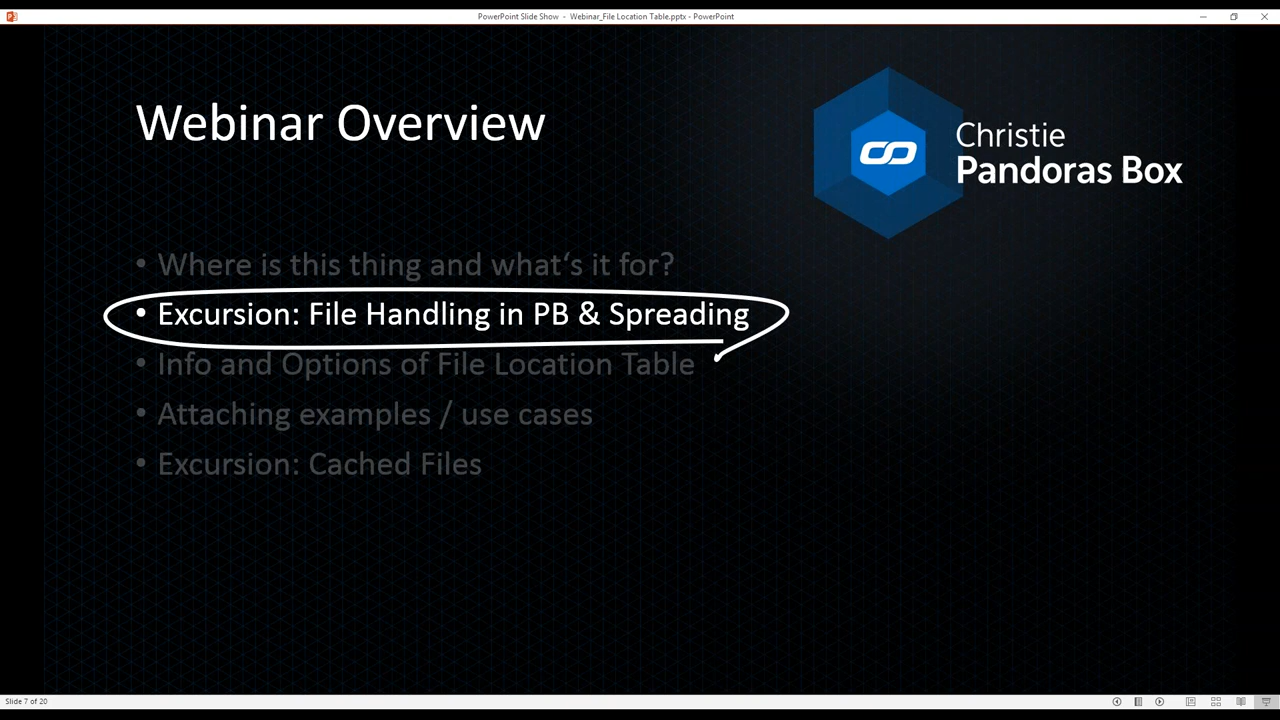 PowerPoint Slide Show - Webinar_File Location Table.pptx - PowerPoint
Webinar Overview
Christie
Pandoras Box
• Where is this thing and what‘s it for?
• Excursion: File Handling in PB & Spreading
• Info and Options of File Location Table
• Attaching examples / use cases
• Excursion: Cached Files
Slide 7 of 20